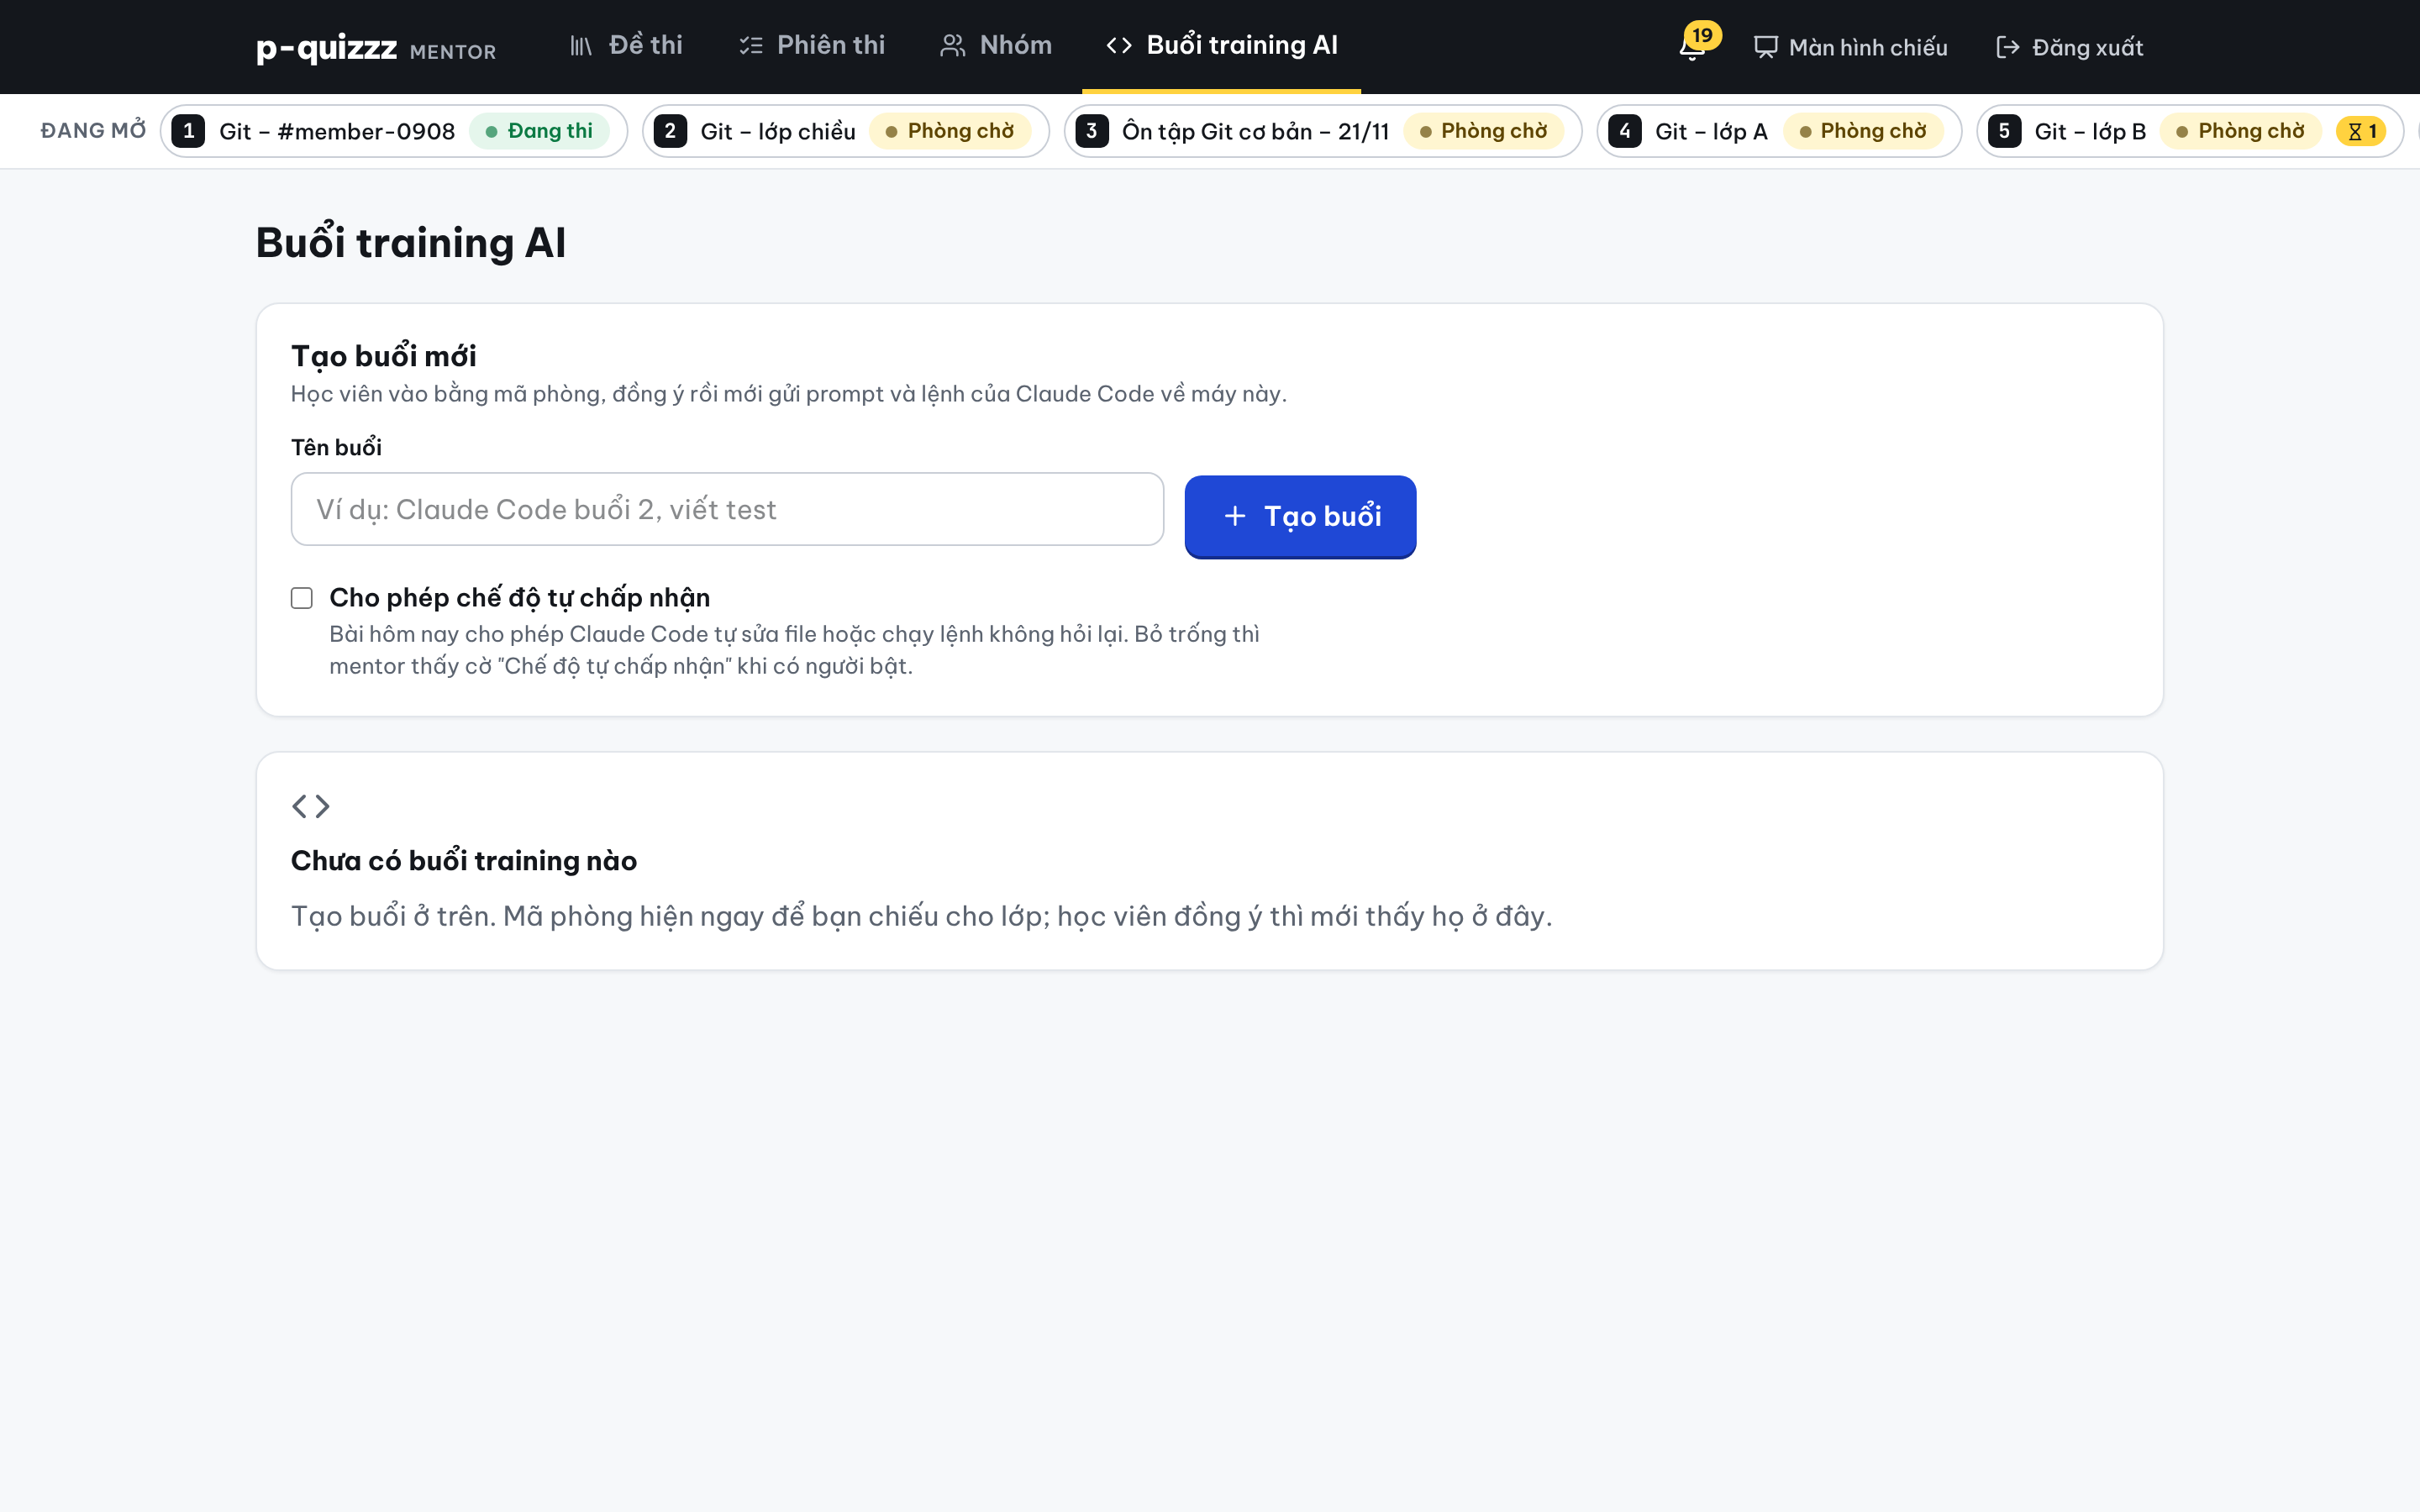 p-quizzz MENTOR
Đề thi
Phiên thi
Nhóm
Buổi training AI
19
Màn hình chiếu
Đăng xuất
ĐANG MỞ
1 Git – #member-0908 Đang thi
2 Git – lớp chiều Phòng chờ
3 Ôn tập Git cơ bản – 21/11 Phòng chờ
4 Git – lớp A Phòng chờ
5 Git – lớp B Phòng chờ 1
Buổi training AI
Tạo buổi mới
Học viên vào bằng mã phòng, đồng ý rồi mới gửi prompt và lệnh của Claude Code về máy này.
Tên buổi
Ví dụ: Claude Code buổi 2, viết test
+ Tạo buổi
Cho phép chế độ tự chấp nhận
Bài hôm nay cho phép Claude Code tự sửa file hoặc chạy lệnh không hỏi lại. Bỏ trống thì
mentor thấy cờ "Chế độ tự chấp nhận" khi có người bật.
Chưa có buổi training nào
Tạo buổi ở trên. Mã phòng hiện ngay để bạn chiếu cho lớp; học viên đồng ý thì mới thấy họ ở đây.